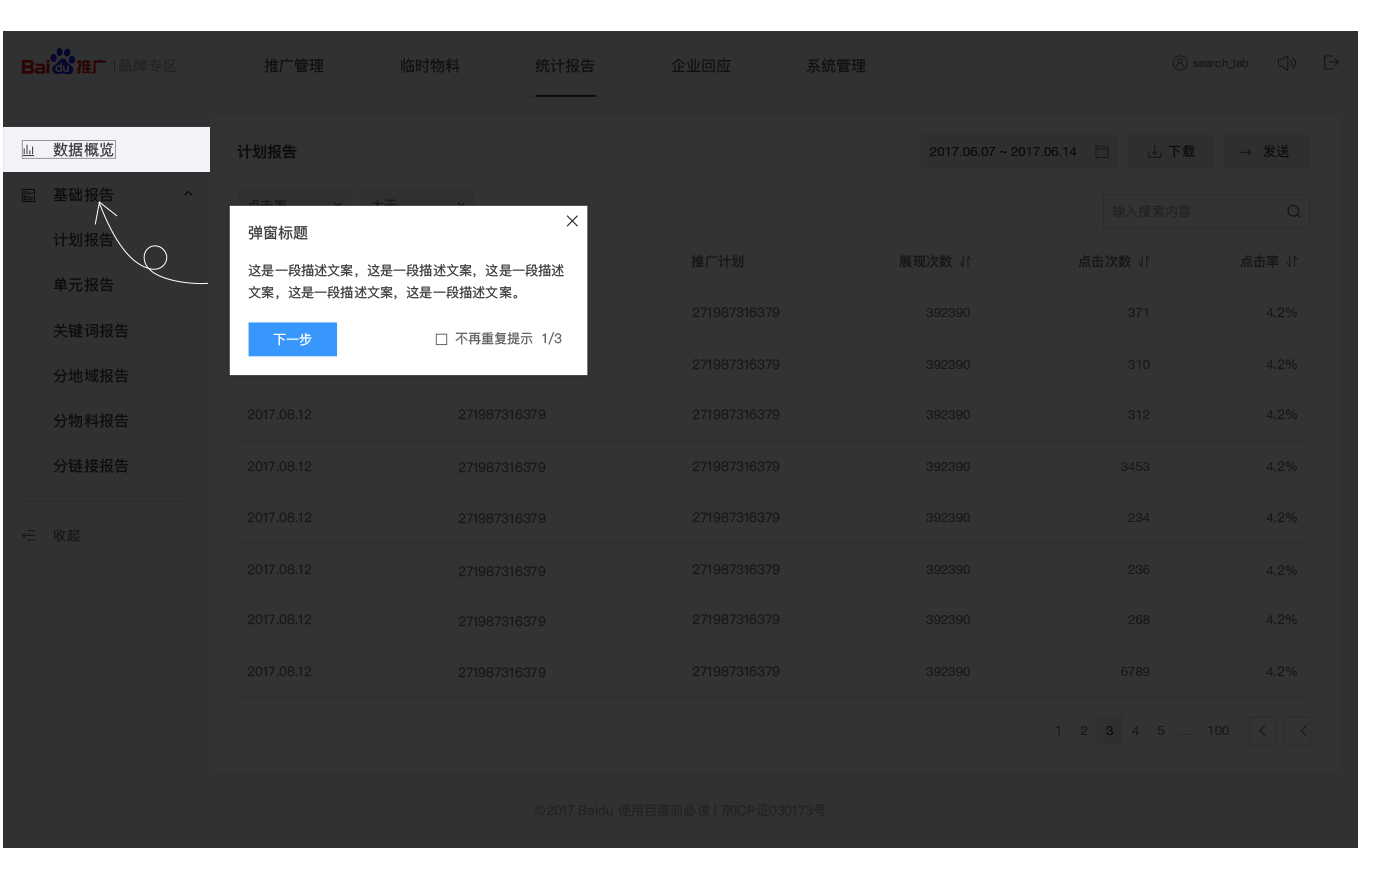 Baidu推广 | 品牌专区 推广管理 临时物料 统计报告 企业回应 系统管理 search_lab
数据概览
计划报告 2017.06.07 ~ 2017.06.14 下载 → 发送
基础报告
点击率 大于
输入搜索内容
弹窗标题
这是一段描述文案，这是一段描述文案，这是一段描述
文案，这是一段描述文案，这是一段描述文案。
下一步 不再重复提示 1/3
计划报告
单元报告
关键词报告
分地域报告
分物料报告
分链接报告
收起
推广计划 展现次数 点击次数 点击率
271987316379 392390 371 4.2%
271987316379 392390 310 4.2%
2017.08.12 271987316379 271987316379 392390 312 4.2%
2017.08.12 271987316379 271987316379 392390 3453 4.2%
2017.08.12 271987316379 271987316379 392390 234 4.2%
2017.08.12 271987316379 271987316379 392390 236 4.2%
2017.08.12 271987316379 271987316379 392390 268 4.2%
2017.08.12 271987316379 271987316379 392390 6789 4.2%
1 2 3 4 5 ... 100
©2017 Baidu 使用百度前必读 | 京ICP证030173号